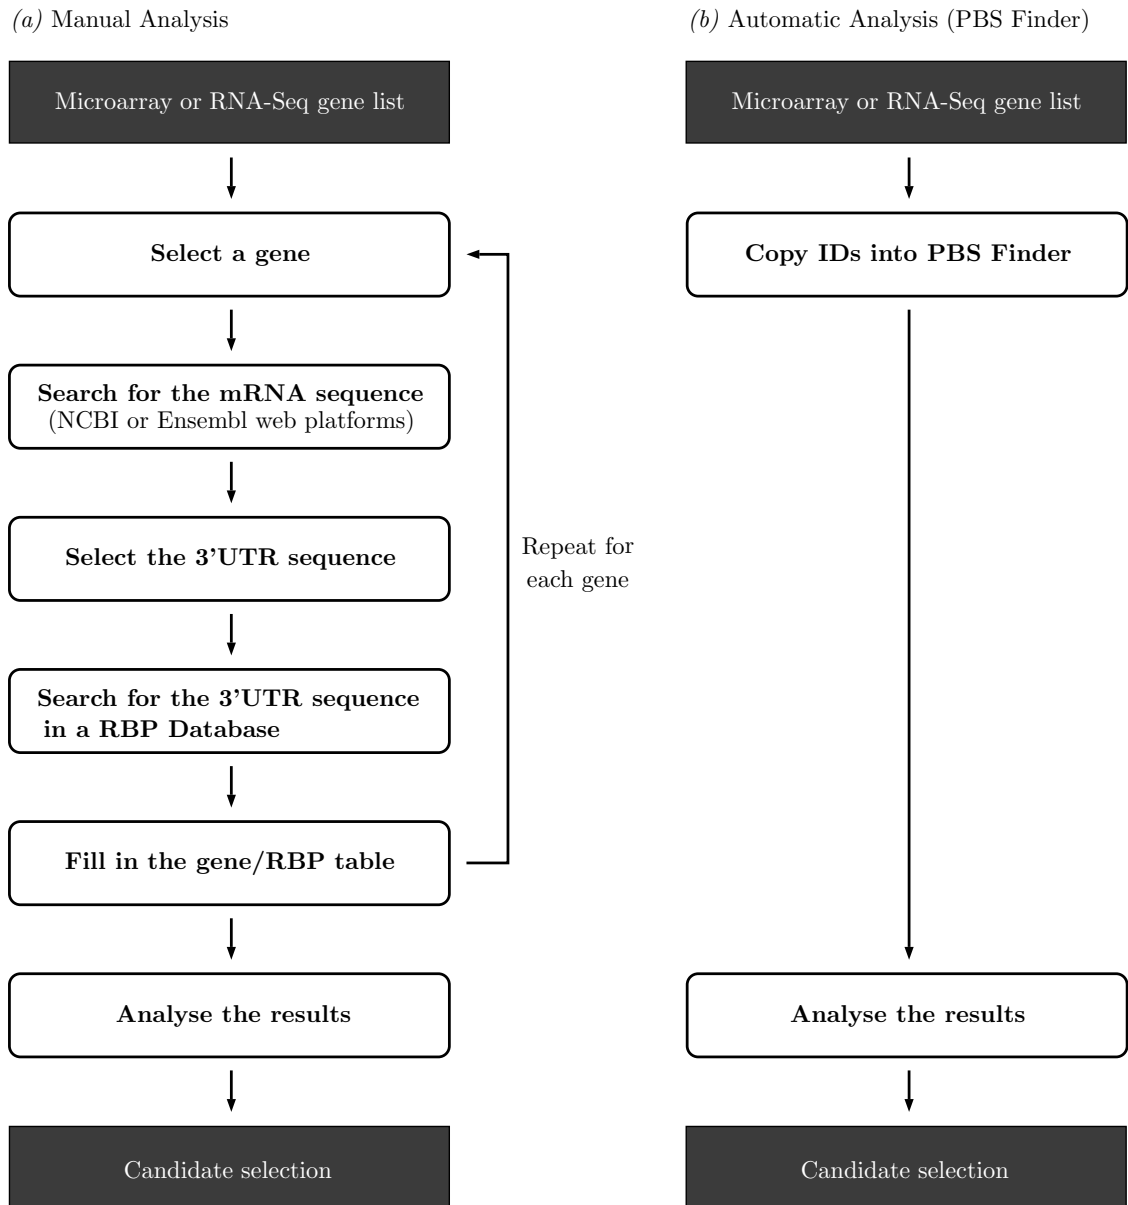 (a) Manual Analysis
Microarray or RNA-Seq gene list
Select a gene
Search for the mRNA sequence
(NCBI or Ensembl web platforms)
Select the 3'UTR sequence
Search for the 3'UTR sequence
in a RBP Database
Fill in the gene/RBP table
Repeat for
each gene
Analyse the results
Candidate selection
(b) Automatic Analysis (PBS Finder)
Microarray or RNA-Seq gene list
Copy IDs into PBS Finder
Analyse the results
Candidate selection